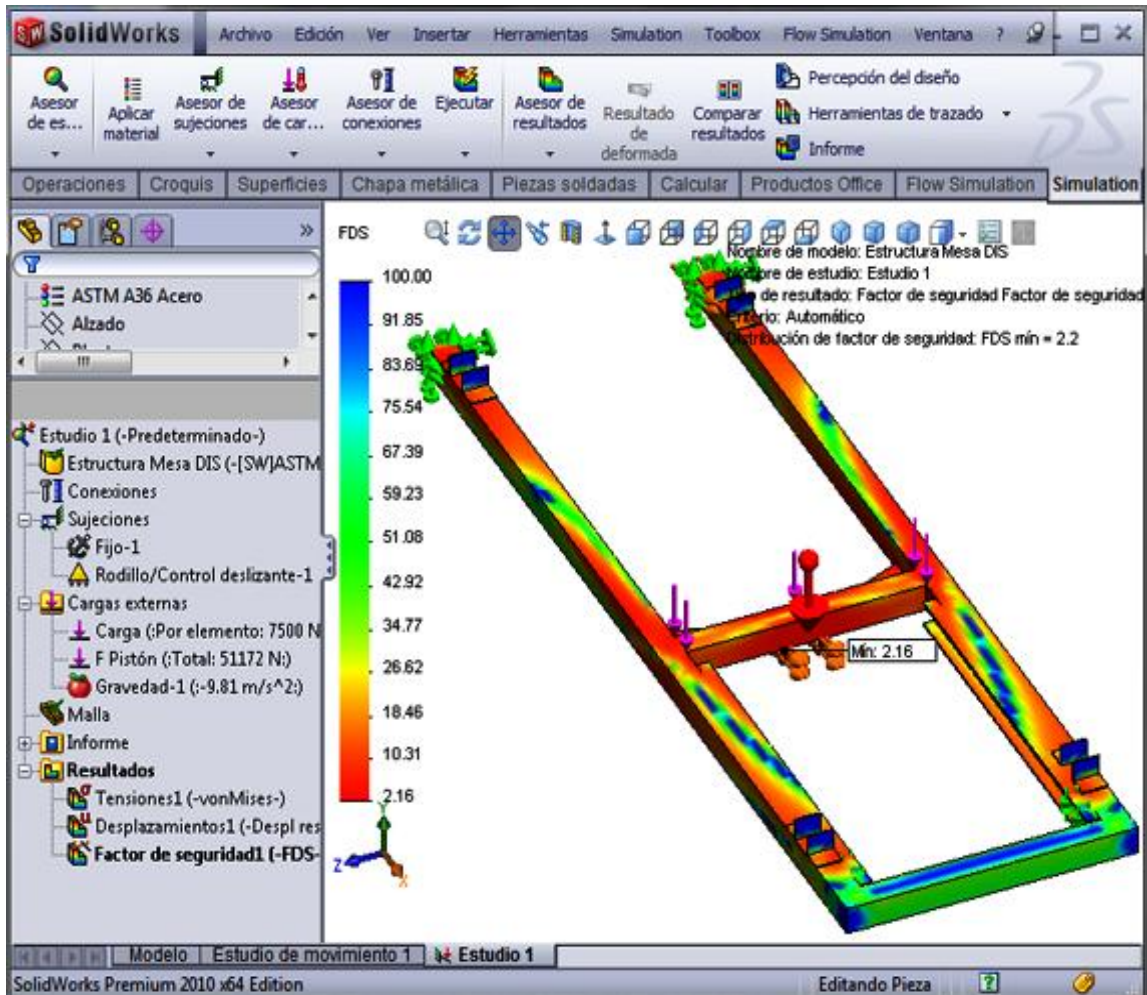 SolidWorks Archivo Edición Ver Insertar Herramientas Simulation Toolbox Flow Simulation Ventana ?
Asesor de es...
Aplicar material
Asesor de sujeciones
Asesor de car...
Asesor de conexiones
Ejecutar
Asesor de resultados
Resultado de deformada
Comparar resultados
Percepción del diseño
Herramientas de trazado
Informe
Operaciones Croquis Superficies Chapa metálica Piezas soldadas Calcular Productos Office Flow Simulation Simulation
ASTM A36 Acero
Alzado
Estudio 1 (-Predeterminado-)
Estructura Mesa DIS (-[SW]ASTM
Conexiones
Sujeciones
Fijo-1
Rodillo/Control deslizante-1
Cargas externas
Carga (:Por elemento: 7500 N
F Pistón (:Total: 51172 N:)
Gravedad-1 (:-9.81 m/s^2:)
Malla
Informe
Resultados
Tensiones1 (-vonMises-)
Desplazamientos1 (-Despl res
Factor de seguridad1 (-FDS-
FDS
100.00
91.85
83.69
75.54
67.39
59.23
51.08
42.92
34.77
26.62
18.46
10.31
2.16
Nombre de modelo: Estructura Mesa DIS
Nombre de estudio: Estudio 1
de resultado: Factor de seguridad Factor de seguridad
Criterio: Automático
Distribución de factor de seguridad: FDS mín = 2.2
Mín: 2.16
Y
Z
X
Modelo Estudio de movimiento 1 Estudio 1
SolidWorks Premium 2010 x64 Edition Editando Pieza